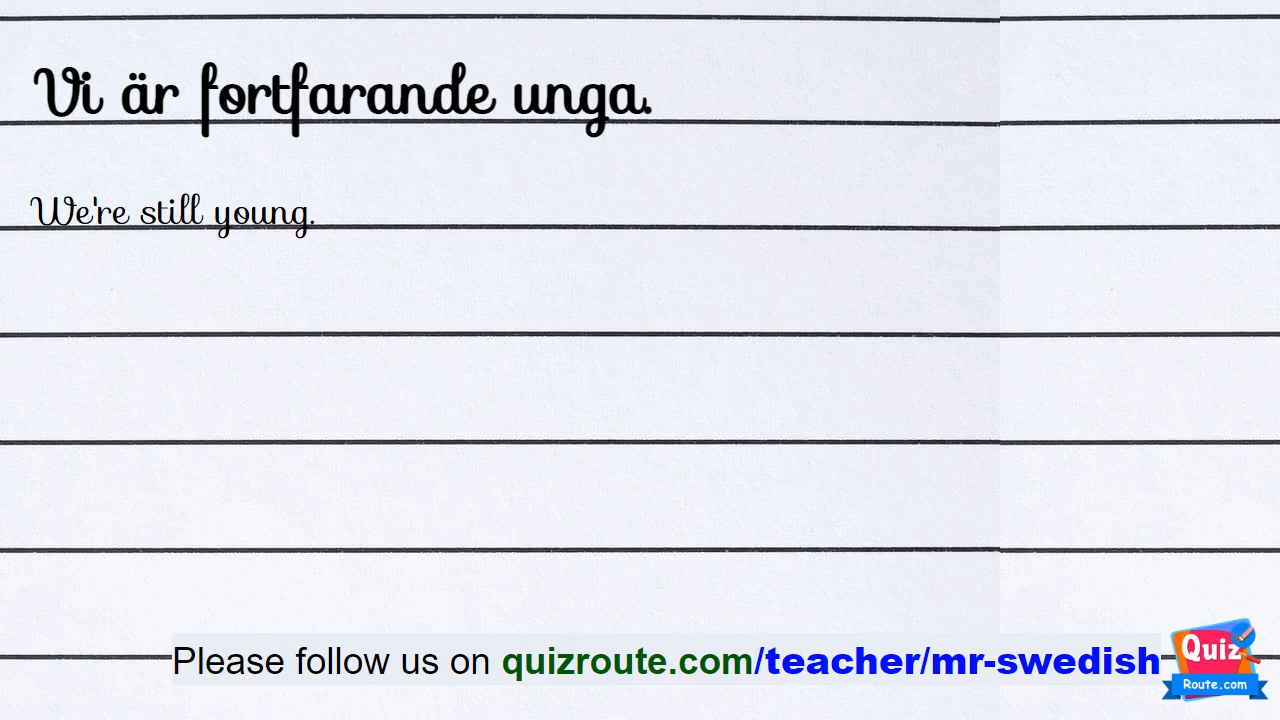 Vi är fortfarande unga.
We're still young.
Please follow us on quizroute.com/teacher/mr-swedish
Quiz
Route.com